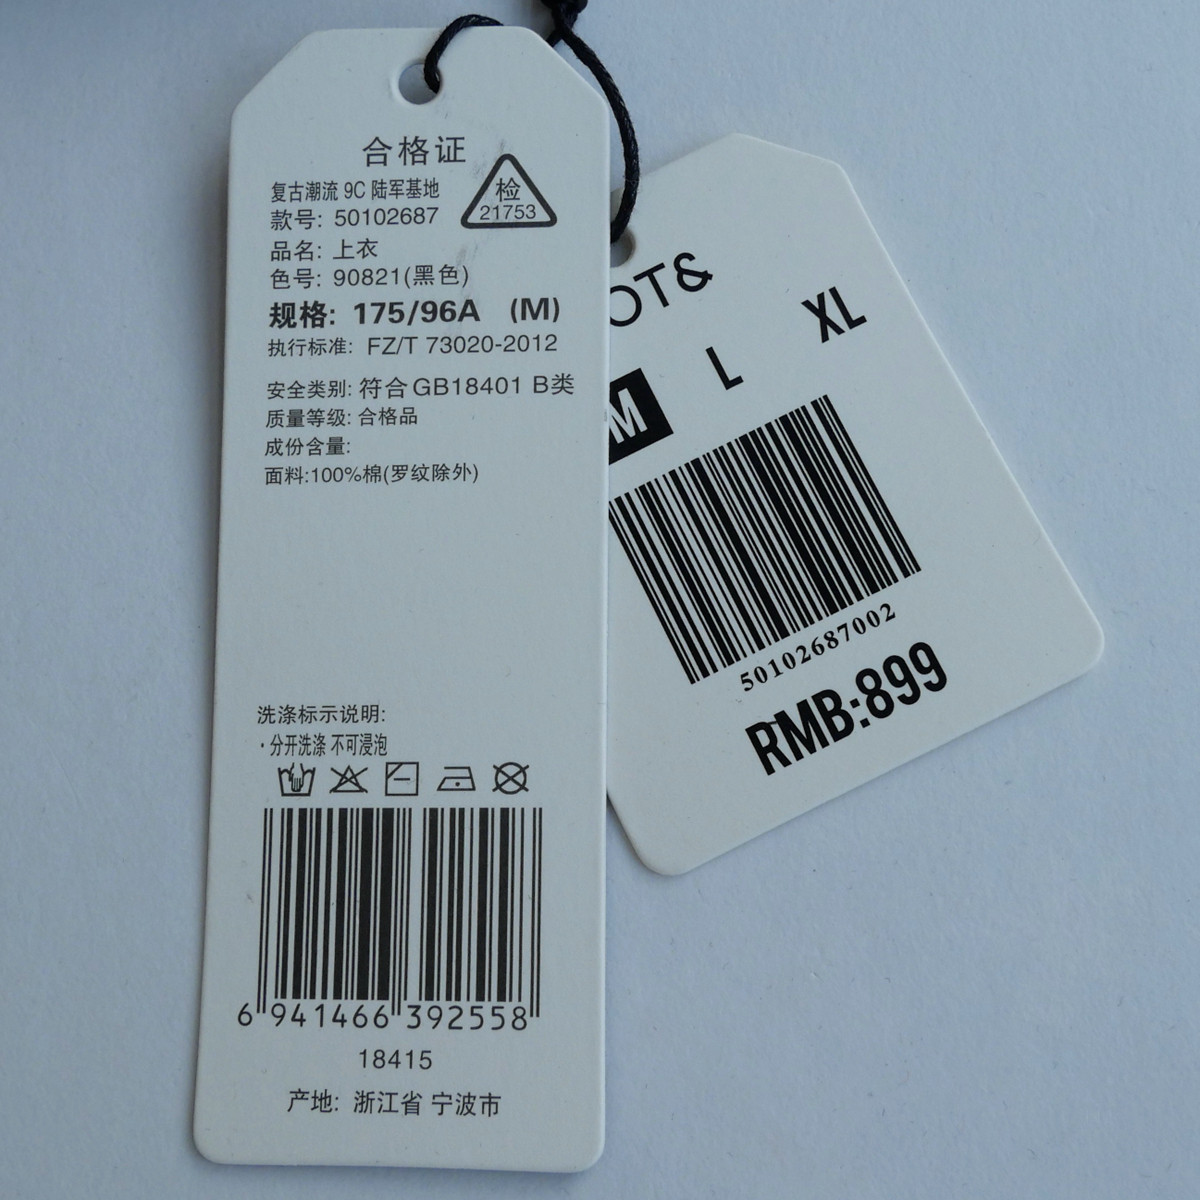 合格证
复古潮流 9C 陆军基地
款号: 50102687
检
21753
品名: 上衣
色号: 90821(黑色)
规格: 175/96A (M)
执行标准: FZ/T 73020-2012
安全类别: 符合GB18401 B类
质量等级: 合格品
成份含量:
面料:100%棉(罗纹除外)
洗涤标示说明:
·分开洗涤 不可浸泡
6 941466 392558
18415
产地: 浙江省 宁波市
OT&
M L XL
50102687002
RMB:899